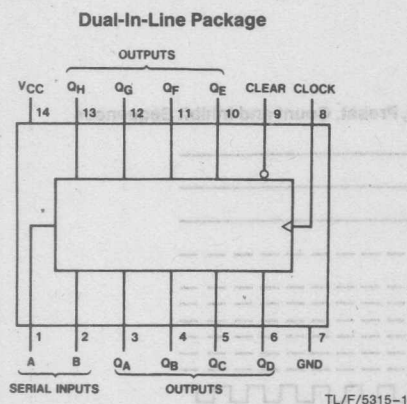 Dual-In-Line Package
OUTPUTS
VCC QH QG QF QE CLEAR CLOCK
14 13 12 11 10 9 8
1 2 3 4 5 6 7
A B QA QB QC QD GND
SERIAL INPUTS OUTPUTS
TL/F/5315-1